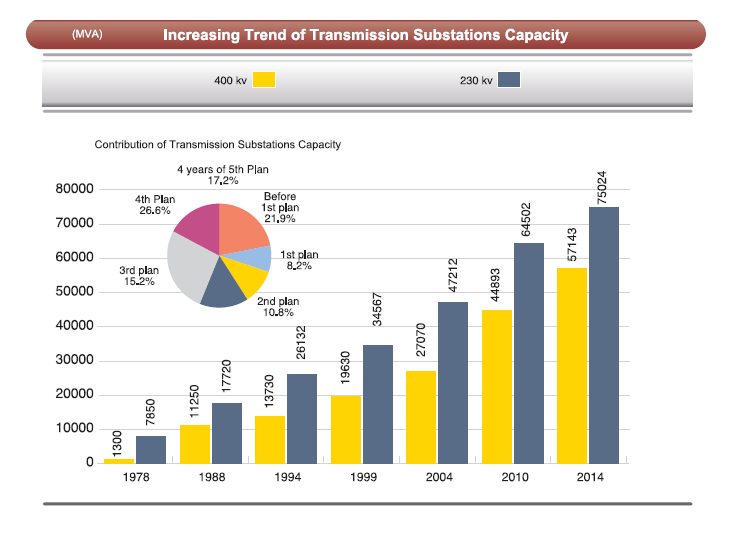 (MVA) Increasing Trend of Transmission Substations Capacity
400 kv 230 kv
Contribution of Transmission Substations Capacity
4 years of 5th Plan
17.2%
Before
1st plan
21.9%
1st plan
8.2%
2nd plan
10.8%
3rd plan
15.2%
4th Plan
26.6%
80000
70000
60000
50000
40000
30000
20000
10000
0
1300
7850
11250
17720
13730
26132
19630
34567
27070
47212
44893
64502
57143
75024
1978 1988 1994 1999 2004 2010 2014